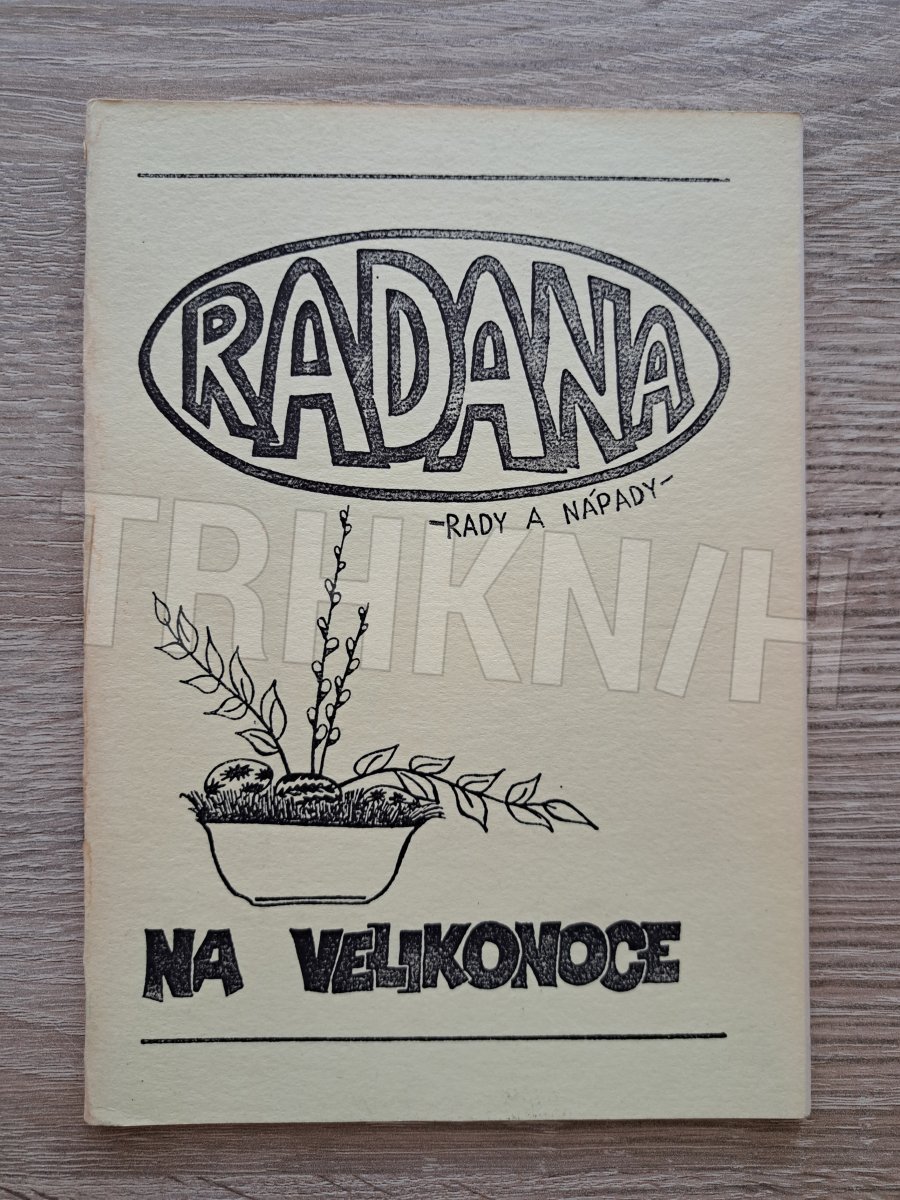 RADANA
-RADY A NÁPADY-
TRHKNIH
NA VELIKONOCE